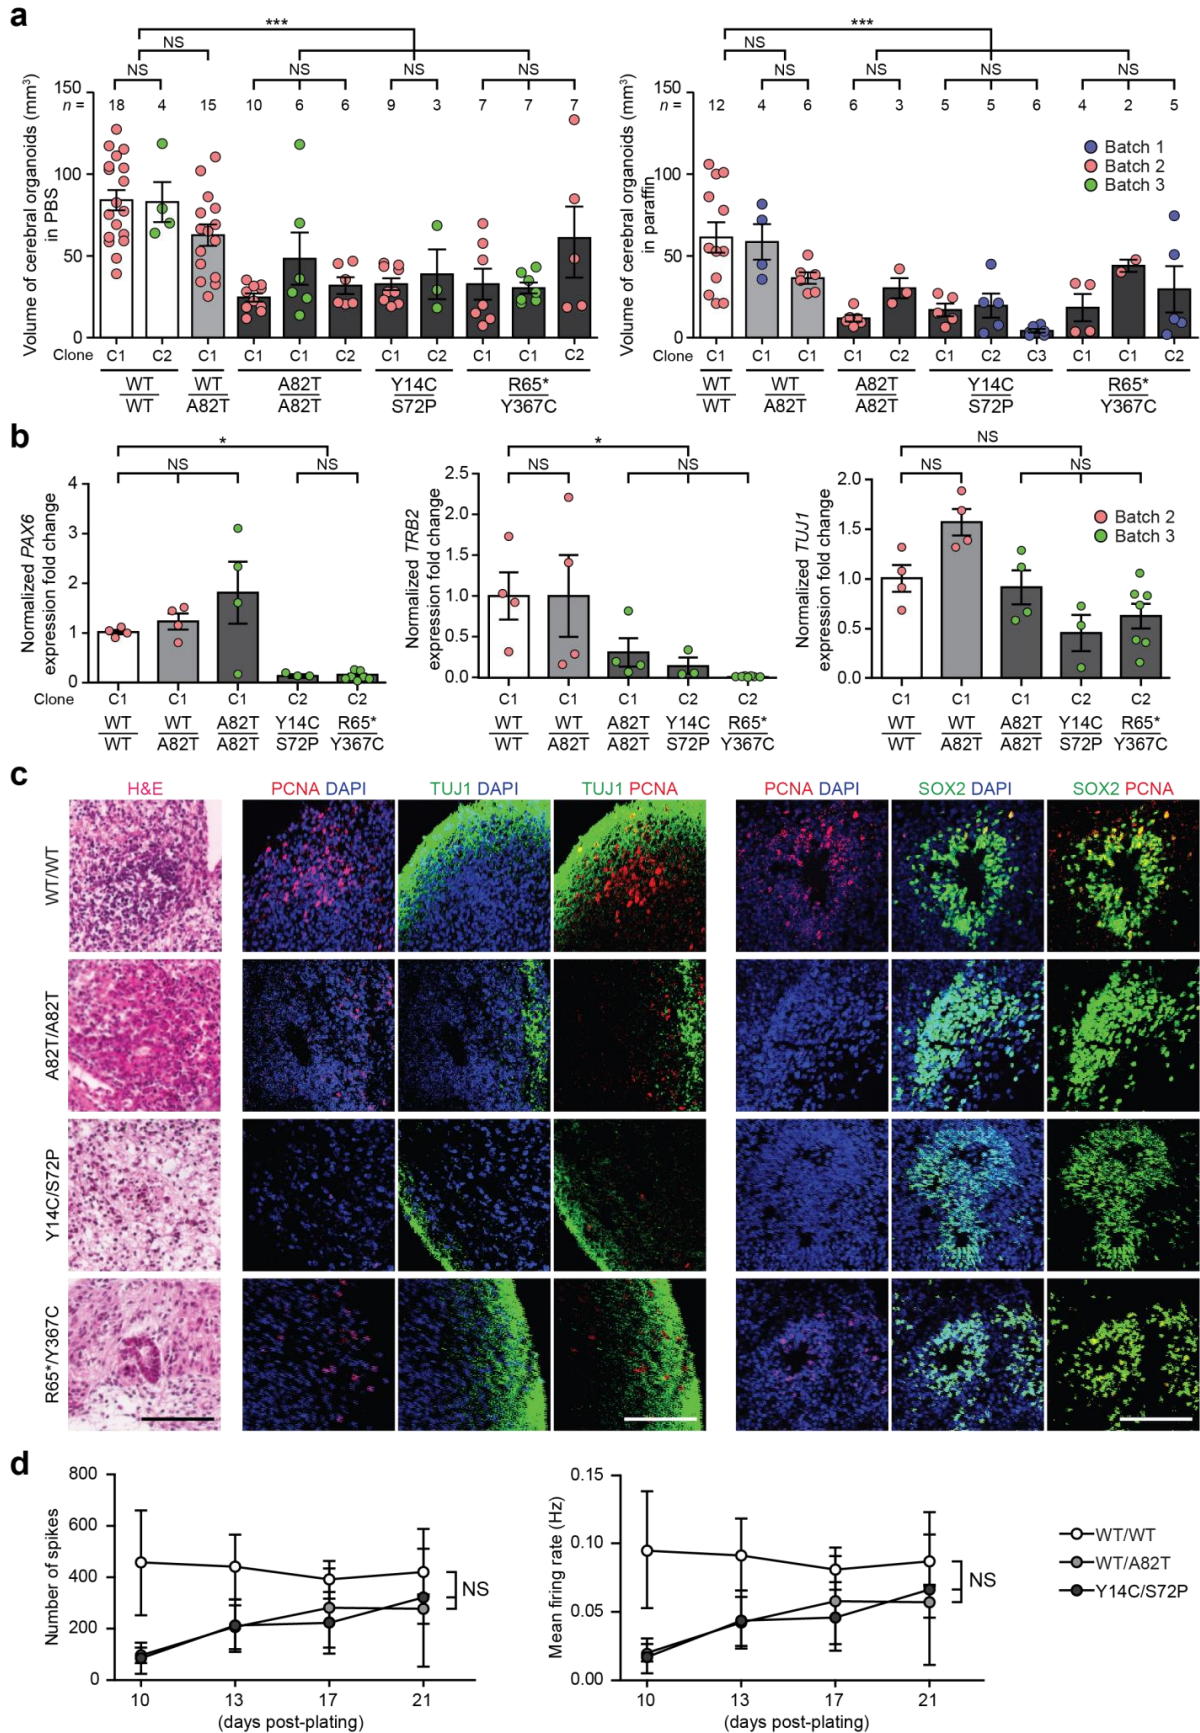 a
***
NS
NS
NS
NS
NS
150
n =
18
4
15
10
6
6
9
3
7
7
7
100
50
0
Volume of cerebral organoids (mm³)
in PBS
Clone
C1
C2
C1
C1
C1
C2
C1
C2
C1
C1
C2
WT
WT
WT
A82T
A82T
A82T
Y14C
S72P
R65*
Y367C
***
NS
NS
NS
NS
NS
150
n =
12
4
6
6
3
5
5
6
4
2
5
100
50
0
Volume of cerebral organoids (mm³)
in paraffin
Batch 1
Batch 2
Batch 3
C1
C1
C1
C1
C2
C1
C2
C3
C1
C1
C2
WT
WT
WT
A82T
A82T
A82T
Y14C
S72P
R65*
Y367C
b
*
NS
NS
4
3
2
1
0
Normalized PAX6
expression fold change
Clone
C1
C1
C1
C2
C2
WT
WT
WT
A82T
A82T
A82T
Y14C
S72P
R65*
Y367C
*
NS
NS
2.5
2.0
1.5
1.0
0.5
0.0
Normalized TRB2
expression fold change
C1
C1
C1
C2
C2
WT
WT
WT
A82T
A82T
A82T
Y14C
S72P
R65*
Y367C
NS
NS
NS
2.0
1.5
1.0
0.5
0.0
Normalized TUJ1
expression fold change
Batch 2
Batch 3
C1
C1
C1
C2
C2
WT
WT
WT
A82T
A82T
A82T
Y14C
S72P
R65*
Y367C
c
H&E
PCNA DAPI
TUJ1 DAPI
TUJ1 PCNA
PCNA DAPI
SOX2 DAPI
SOX2 PCNA
WT/WT
A82T/A82T
Y14C/S72P
R65*/Y367C
d
800
600
400
200
0
Number of spikes
NS
10
13
17
21
(days post-plating)
0.15
0.10
0.05
0.00
Mean firing rate (Hz)
NS
10
13
17
21
(days post-plating)
WT/WT
WT/A82T
Y14C/S72P